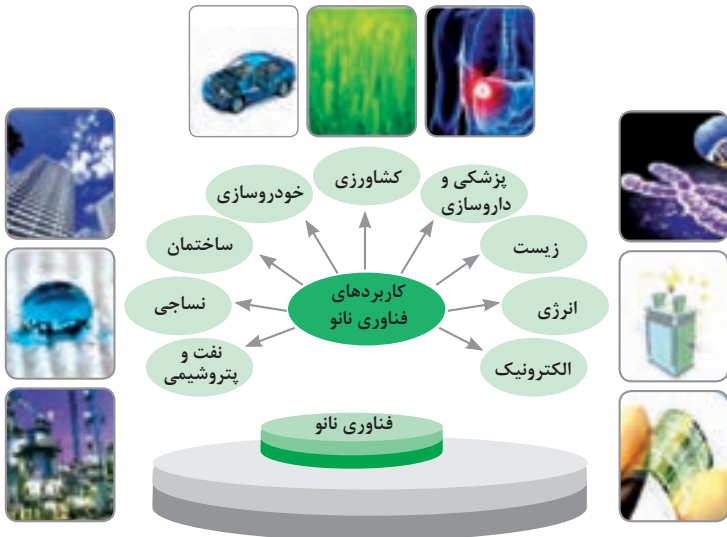 کشاورزی
پزشکی و
داروسازی
خودروسازی
زیست
ساختمان
انرژی
نساجی
الکترونیک
نفت و
پتروشیمی
کاربردهای
فناوری نانو
فناوری نانو